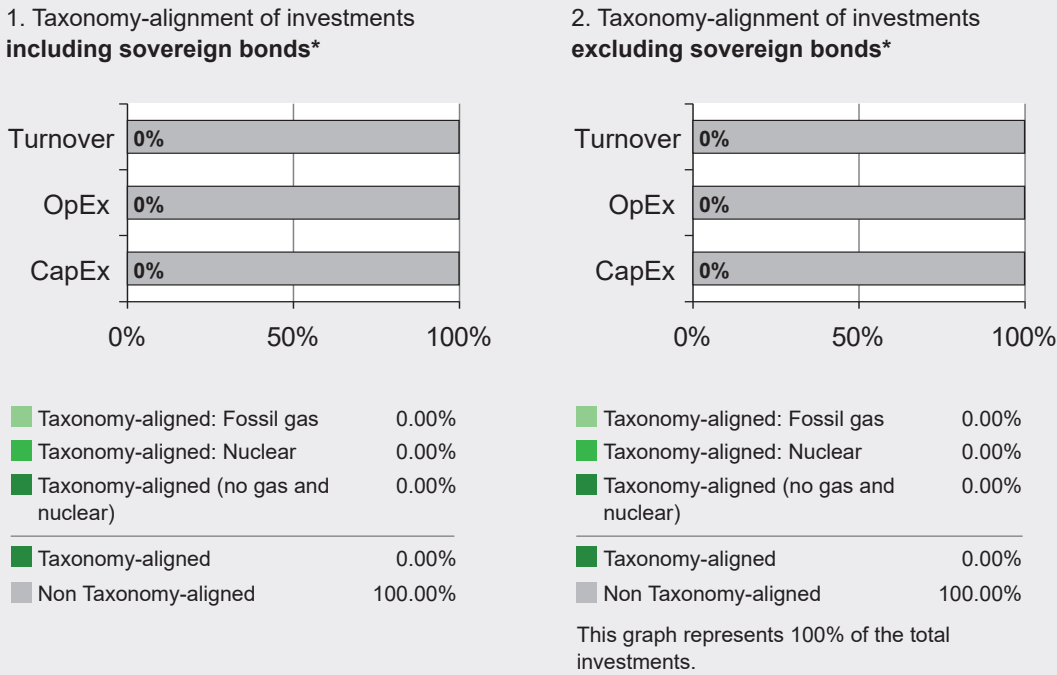 1. Taxonomy-alignment of investments
including sovereign bonds*
Turnover 0%
OpEx 0%
CapEx 0%
0% 50% 100%
Taxonomy-aligned: Fossil gas 0.00%
Taxonomy-aligned: Nuclear 0.00%
Taxonomy-aligned (no gas and 0.00%
nuclear)
Taxonomy-aligned 0.00%
Non Taxonomy-aligned 100.00%
2. Taxonomy-alignment of investments
excluding sovereign bonds*
Turnover 0%
OpEx 0%
CapEx 0%
0% 50% 100%
Taxonomy-aligned: Fossil gas 0.00%
Taxonomy-aligned: Nuclear 0.00%
Taxonomy-aligned (no gas and 0.00%
nuclear)
Taxonomy-aligned 0.00%
Non Taxonomy-aligned 100.00%
This graph represents 100% of the total
investments.